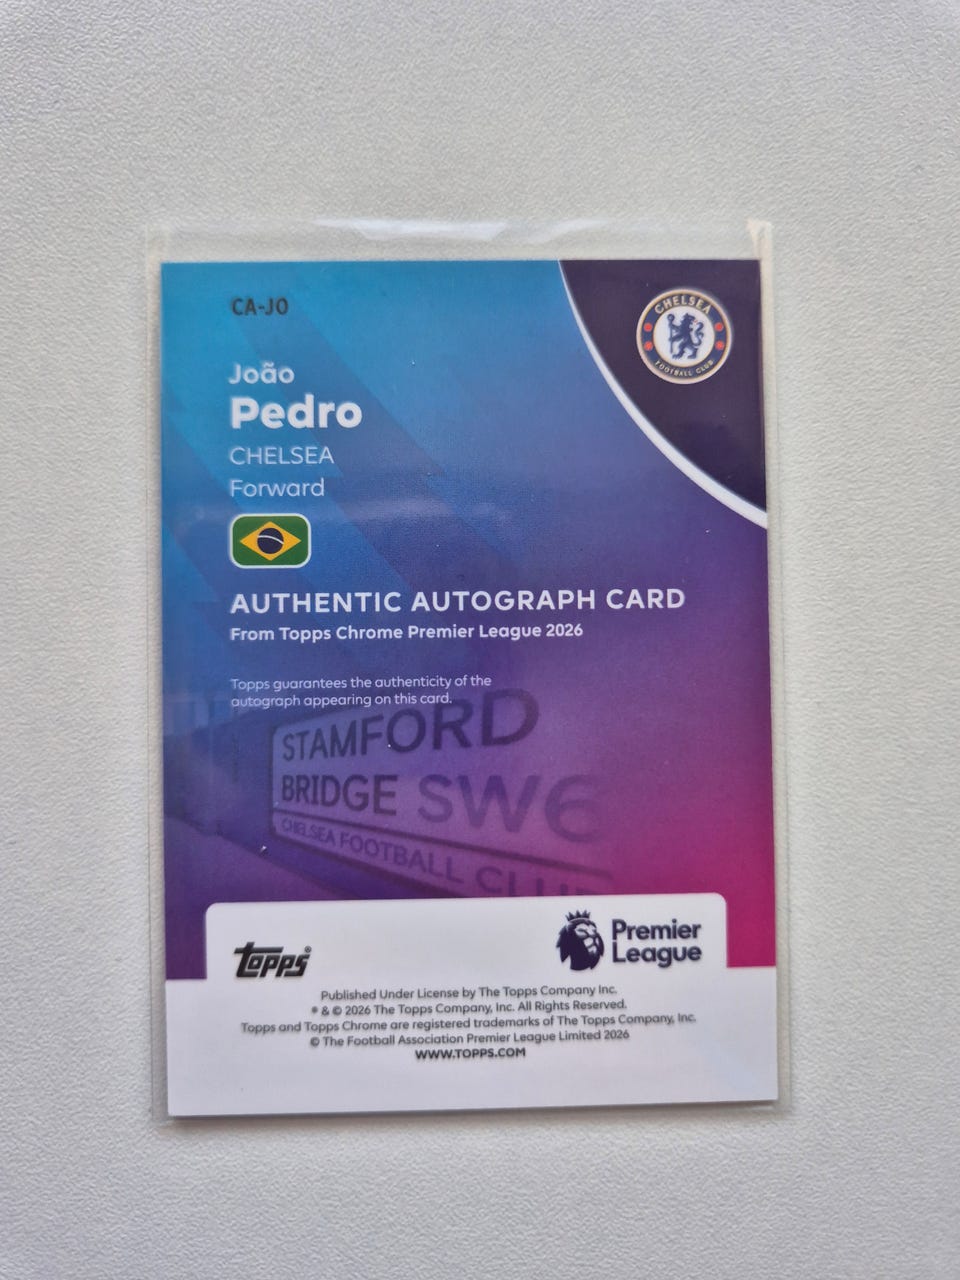 CA-JO
CHELSEA
FOOTBALL CLUB
João
Pedro
CHELSEA
Forward
AUTHENTIC AUTOGRAPH CARD
From Topps Chrome Premier League 2026
Topps guarantees the authenticity of the
autograph appearing on this card.
STAMFORD
BRIDGE SW6
CHELSEA FOOTBALL CLUB
topps®
Premier
League
Published Under License by The Topps Company Inc.
® & © 2026 The Topps Company, Inc. All Rights Reserved.
Topps and Topps Chrome are registered trademarks of The Topps Company, Inc.
© The Football Association Premier League Limited 2026
WWW.TOPPS.COM